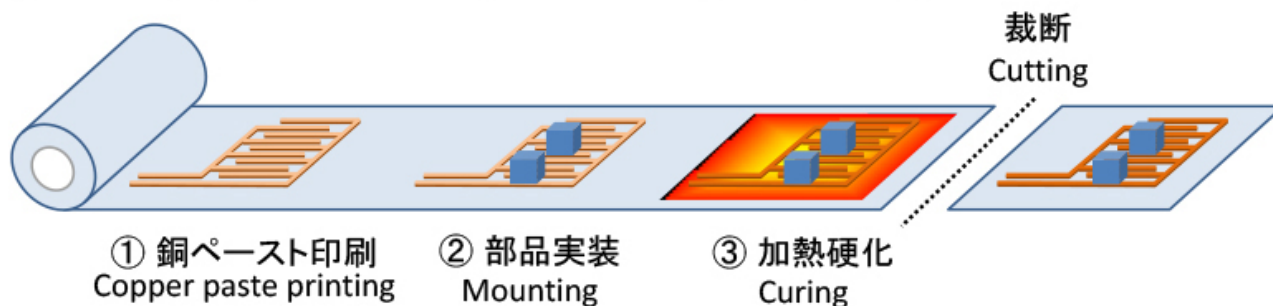 裁断
Cutting
① 銅ペースト印刷
Copper paste printing
② 部品実装
Mounting
③ 加熱硬化
Curing